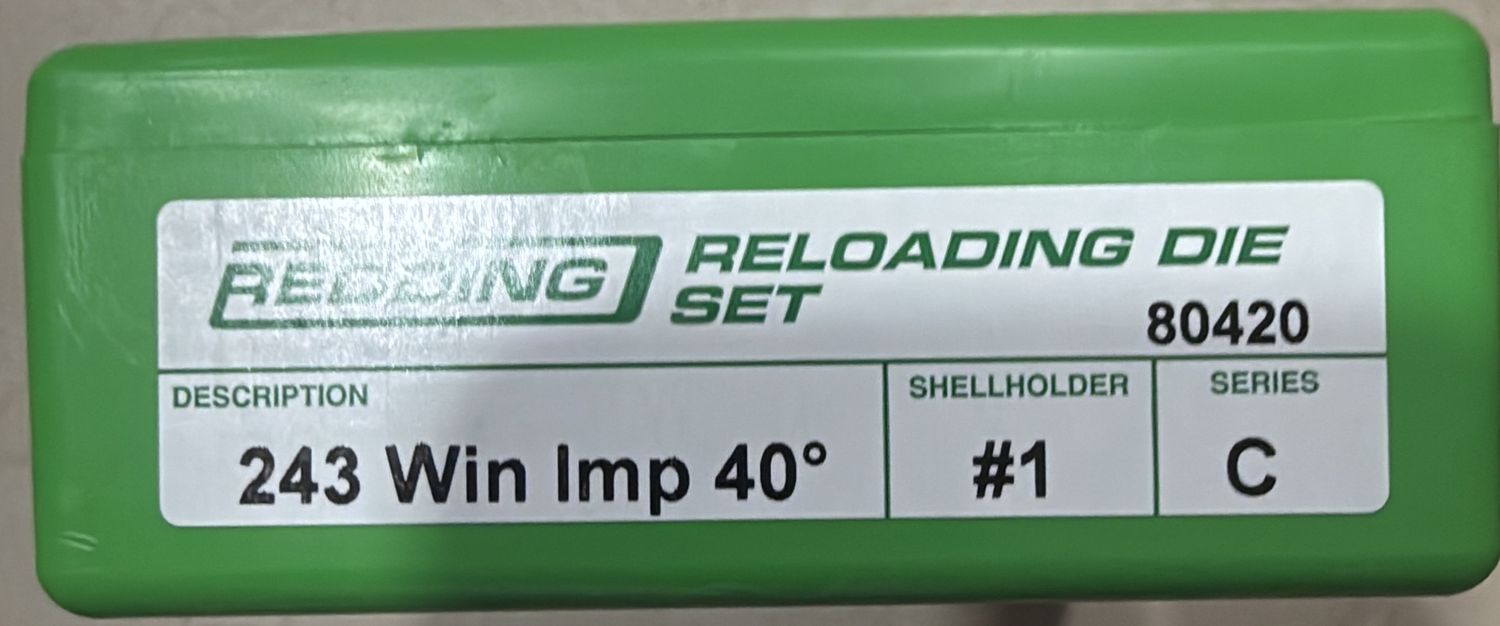 REDDING RELOADING DIE
SET
80420
DESCRIPTION SHELLHOLDER SERIES
243 Win Imp 40° #1 C